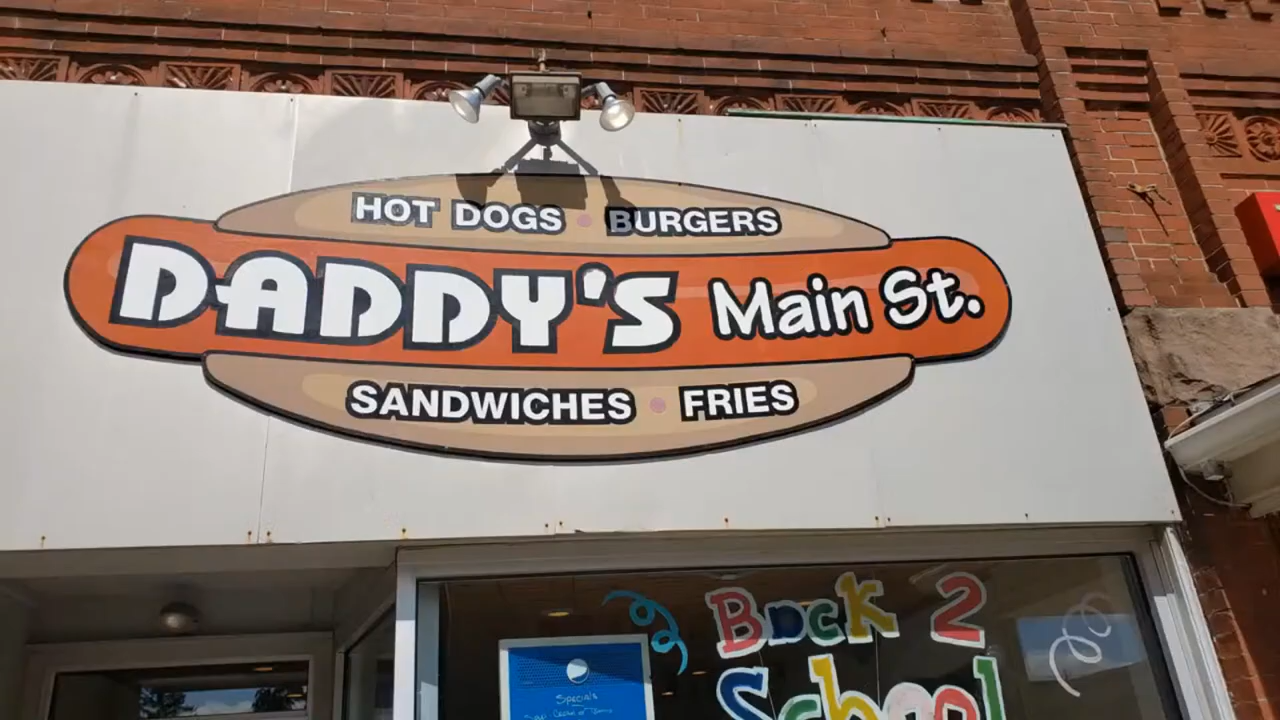 HOT DOGS • BURGERS
DADDY'S Main St.
SANDWICHES • FRIES
BacK 2
School
Specials